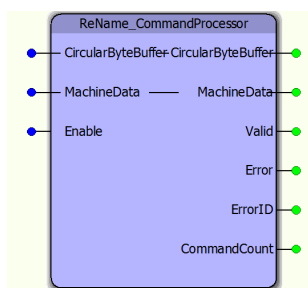 ReName_CommandProcessor
CircularByteBuffer CircularByteBuffer
MachineData MachineData
Enable Valid
Error
ErrorID
CommandCount